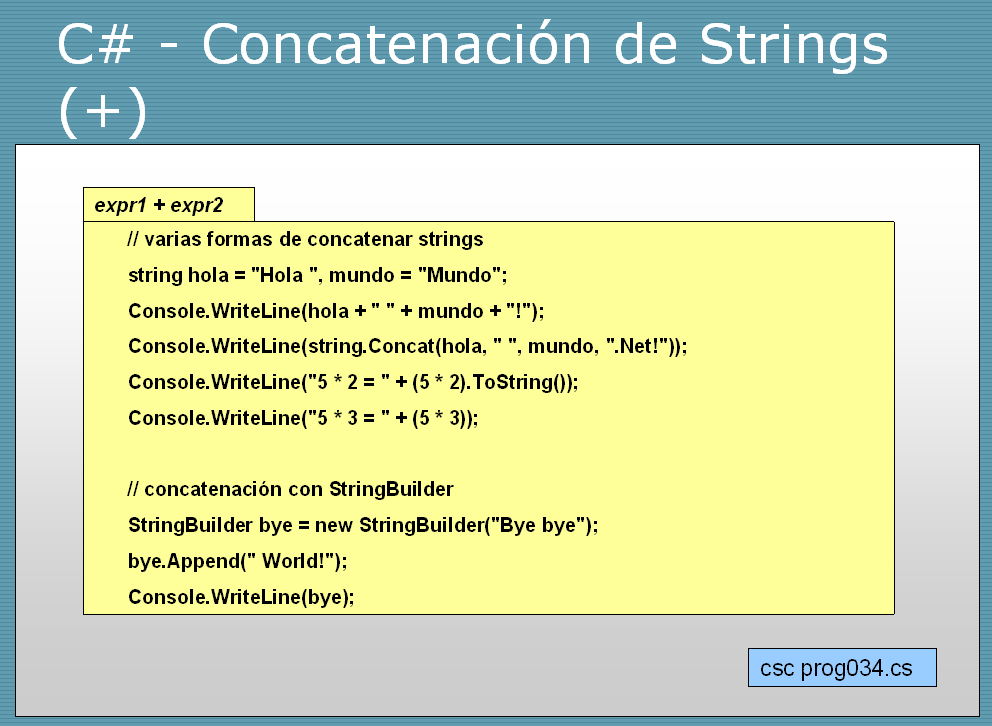 C# - Concatenación de Strings
(+)
expr1 + expr2
// varias formas de concatenar strings
string hola = "Hola ", mundo = "Mundo";
Console.WriteLine(hola + " " + mundo + "!");
Console.WriteLine(string.Concat(hola, " ", mundo, ".Net!"));
Console.WriteLine("5 * 2 = " + (5 * 2).ToString());
Console.WriteLine("5 * 3 = " + (5 * 3));
// concatenación con StringBuilder
StringBuilder bye = new StringBuilder("Bye bye");
bye.Append(" World!");
Console.WriteLine(bye);
csc prog034.cs